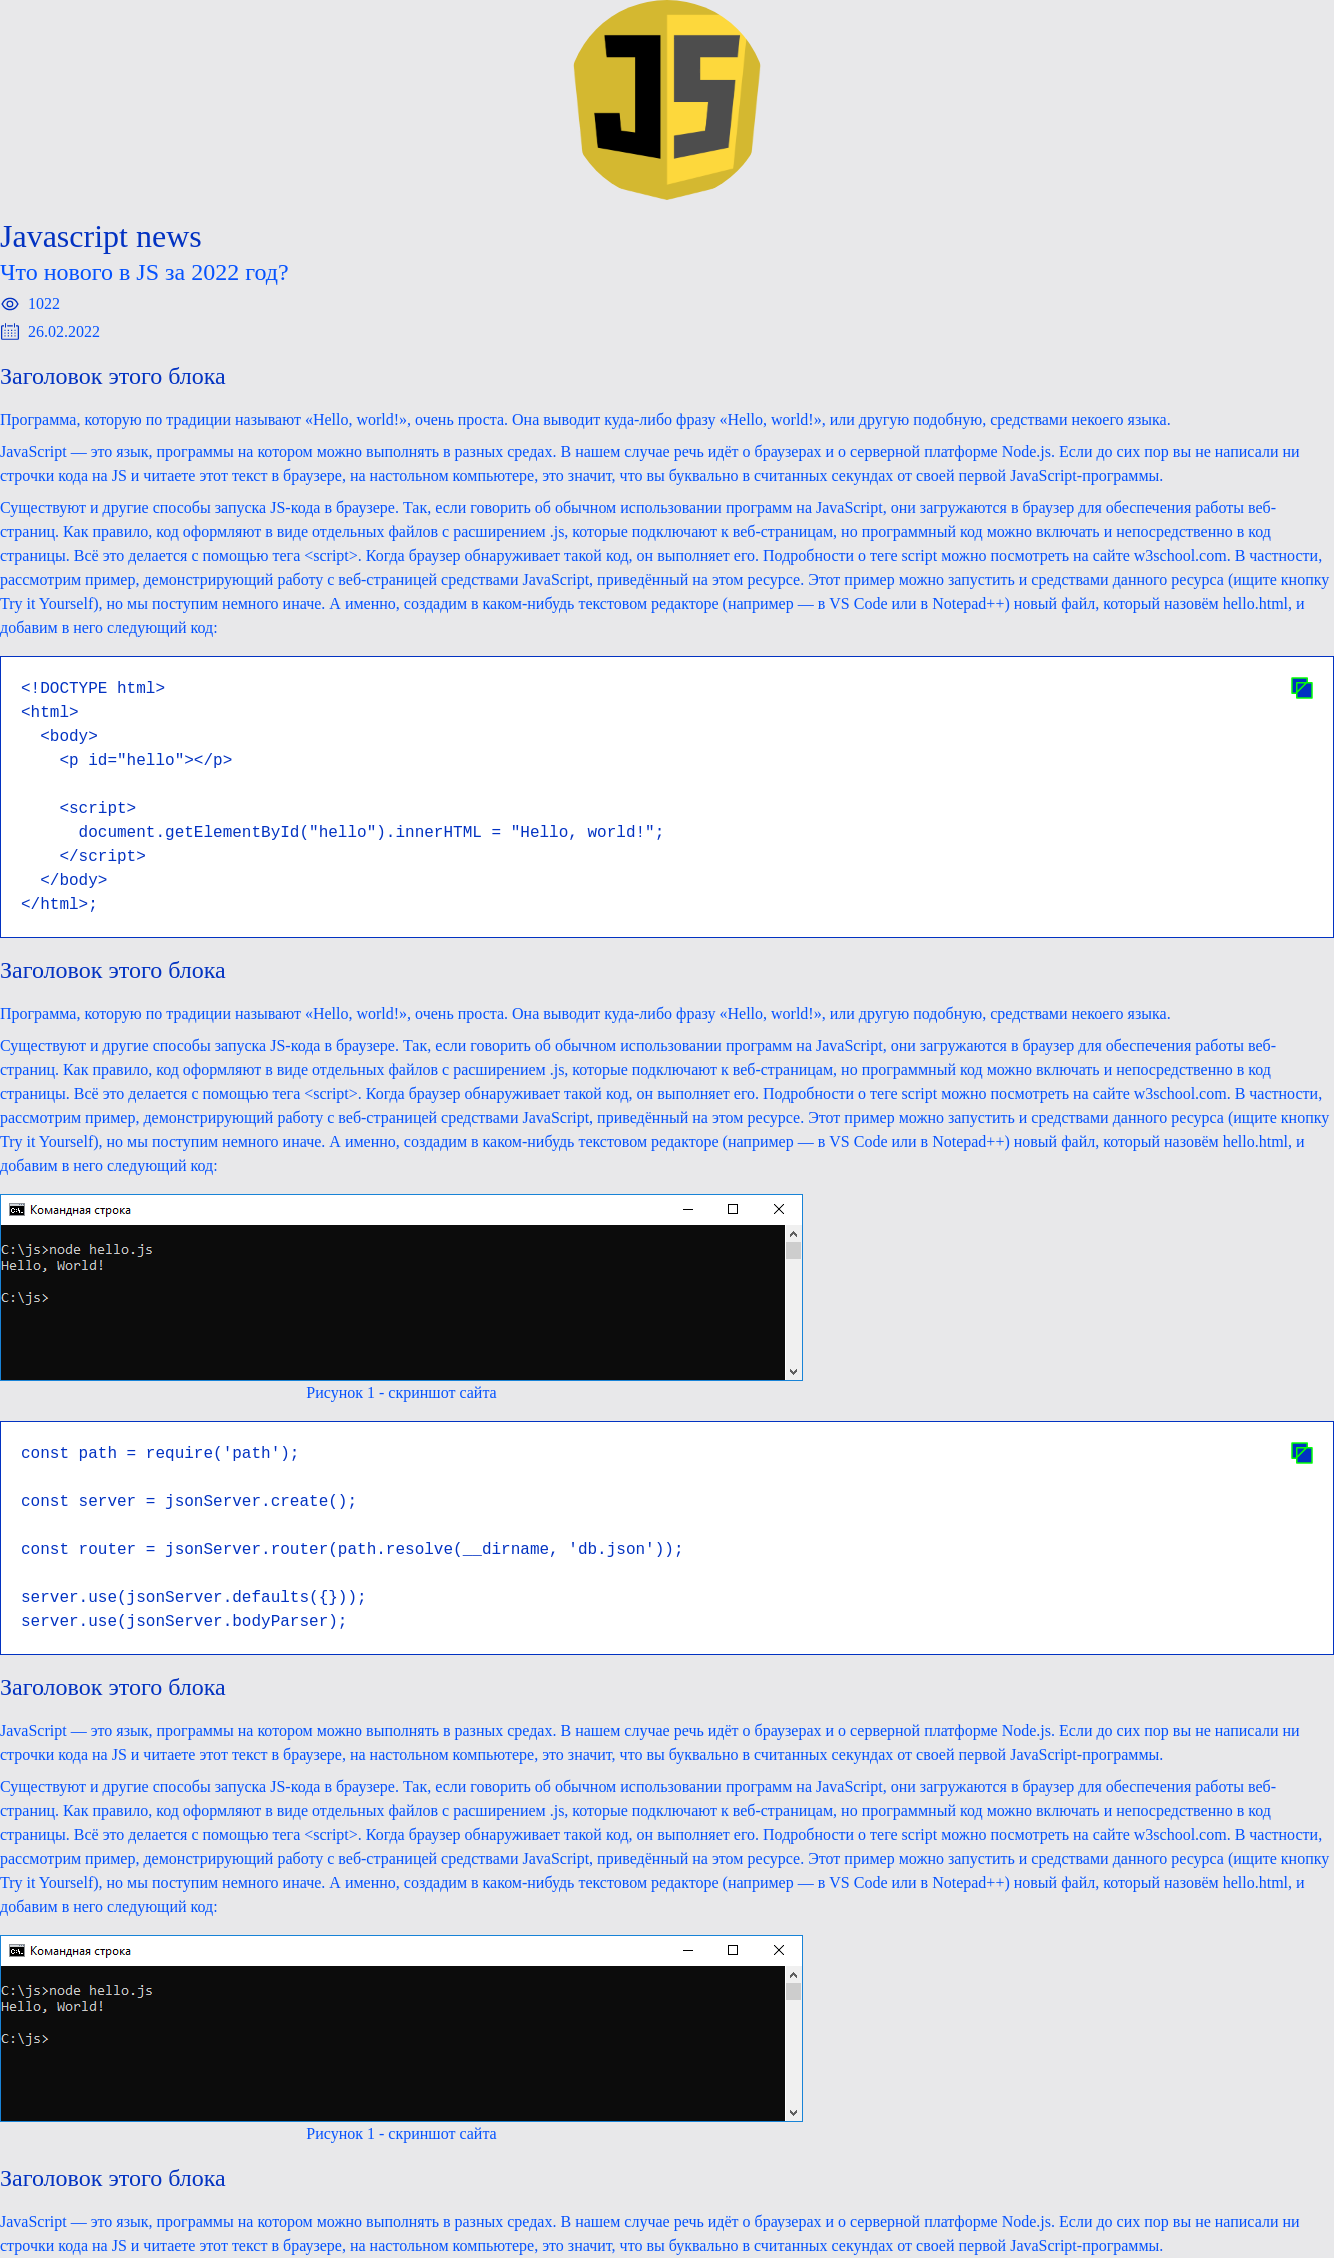 JS
Javascript news
Что нового в JS за 2022 год?
1022
26.02.2022
Заголовок этого блока
Программа, которую по традиции называют «Hello, world!», очень проста. Она выводит куда-либо фразу «Hello, world!», или другую подобную, средствами некоего языка.
JavaScript — это язык, программы на котором можно выполнять в разных средах. В нашем случае речь идёт о браузерах и о серверной платформе Node.js. Если до сих пор вы не написали ни
строчки кода на JS и читаете этот текст в браузере, на настольном компьютере, это значит, что вы буквально в считанных секундах от своей первой JavaScript-программы.
Существуют и другие способы запуска JS-кода в браузере. Так, если говорить об обычном использовании программ на JavaScript, они загружаются в браузер для обеспечения работы веб-
страниц. Как правило, код оформляют в виде отдельных файлов с расширением .js, которые подключают к веб-страницам, но программный код можно включать и непосредственно в код
страницы. Всё это делается с помощью тега <script>. Когда браузер обнаруживает такой код, он выполняет его. Подробности о теге script можно посмотреть на сайте w3school.com. В частности,
рассмотрим пример, демонстрирующий работу с веб-страницей средствами JavaScript, приведённый на этом ресурсе. Этот пример можно запустить и средствами данного ресурса (ищите кнопку
Try it Yourself), но мы поступим немного иначе. А именно, создадим в каком-нибудь текстовом редакторе (например — в VS Code или в Notepad++) новый файл, который назовём hello.html, и
добавим в него следующий код:
<!DOCTYPE html>
<html>
  <body>
    <p id="hello"></p>

    <script>
      document.getElementById("hello").innerHTML = "Hello, world!";
    </script>
  </body>
</html>;
Заголовок этого блока
Программа, которую по традиции называют «Hello, world!», очень проста. Она выводит куда-либо фразу «Hello, world!», или другую подобную, средствами некоего языка.
Существуют и другие способы запуска JS-кода в браузере. Так, если говорить об обычном использовании программ на JavaScript, они загружаются в браузер для обеспечения работы веб-
страниц. Как правило, код оформляют в виде отдельных файлов с расширением .js, которые подключают к веб-страницам, но программный код можно включать и непосредственно в код
страницы. Всё это делается с помощью тега <script>. Когда браузер обнаруживает такой код, он выполняет его. Подробности о теге script можно посмотреть на сайте w3school.com. В частности,
рассмотрим пример, демонстрирующий работу с веб-страницей средствами JavaScript, приведённый на этом ресурсе. Этот пример можно запустить и средствами данного ресурса (ищите кнопку
Try it Yourself), но мы поступим немного иначе. А именно, создадим в каком-нибудь текстовом редакторе (например — в VS Code или в Notepad++) новый файл, который назовём hello.html, и
добавим в него следующий код:
Командная строка
C:\js>node hello.js
Hello, World!
C:\js>
Рисунок 1 - скриншот сайта
const path = require('path');

const server = jsonServer.create();

const router = jsonServer.router(path.resolve(__dirname, 'db.json'));

server.use(jsonServer.defaults({}));
server.use(jsonServer.bodyParser);
Заголовок этого блока
JavaScript — это язык, программы на котором можно выполнять в разных средах. В нашем случае речь идёт о браузерах и о серверной платформе Node.js. Если до сих пор вы не написали ни
строчки кода на JS и читаете этот текст в браузере, на настольном компьютере, это значит, что вы буквально в считанных секундах от своей первой JavaScript-программы.
Существуют и другие способы запуска JS-кода в браузере. Так, если говорить об обычном использовании программ на JavaScript, они загружаются в браузер для обеспечения работы веб-
страниц. Как правило, код оформляют в виде отдельных файлов с расширением .js, которые подключают к веб-страницам, но программный код можно включать и непосредственно в код
страницы. Всё это делается с помощью тега <script>. Когда браузер обнаруживает такой код, он выполняет его. Подробности о теге script можно посмотреть на сайте w3school.com. В частности,
рассмотрим пример, демонстрирующий работу с веб-страницей средствами JavaScript, приведённый на этом ресурсе. Этот пример можно запустить и средствами данного ресурса (ищите кнопку
Try it Yourself), но мы поступим немного иначе. А именно, создадим в каком-нибудь текстовом редакторе (например — в VS Code или в Notepad++) новый файл, который назовём hello.html, и
добавим в него следующий код:
Командная строка
C:\js>node hello.js
Hello, World!
C:\js>
Рисунок 1 - скриншот сайта
Заголовок этого блока
JavaScript — это язык, программы на котором можно выполнять в разных средах. В нашем случае речь идёт о браузерах и о серверной платформе Node.js. Если до сих пор вы не написали ни
строчки кода на JS и читаете этот текст в браузере, на настольном компьютере, это значит, что вы буквально в считанных секундах от своей первой JavaScript-программы.